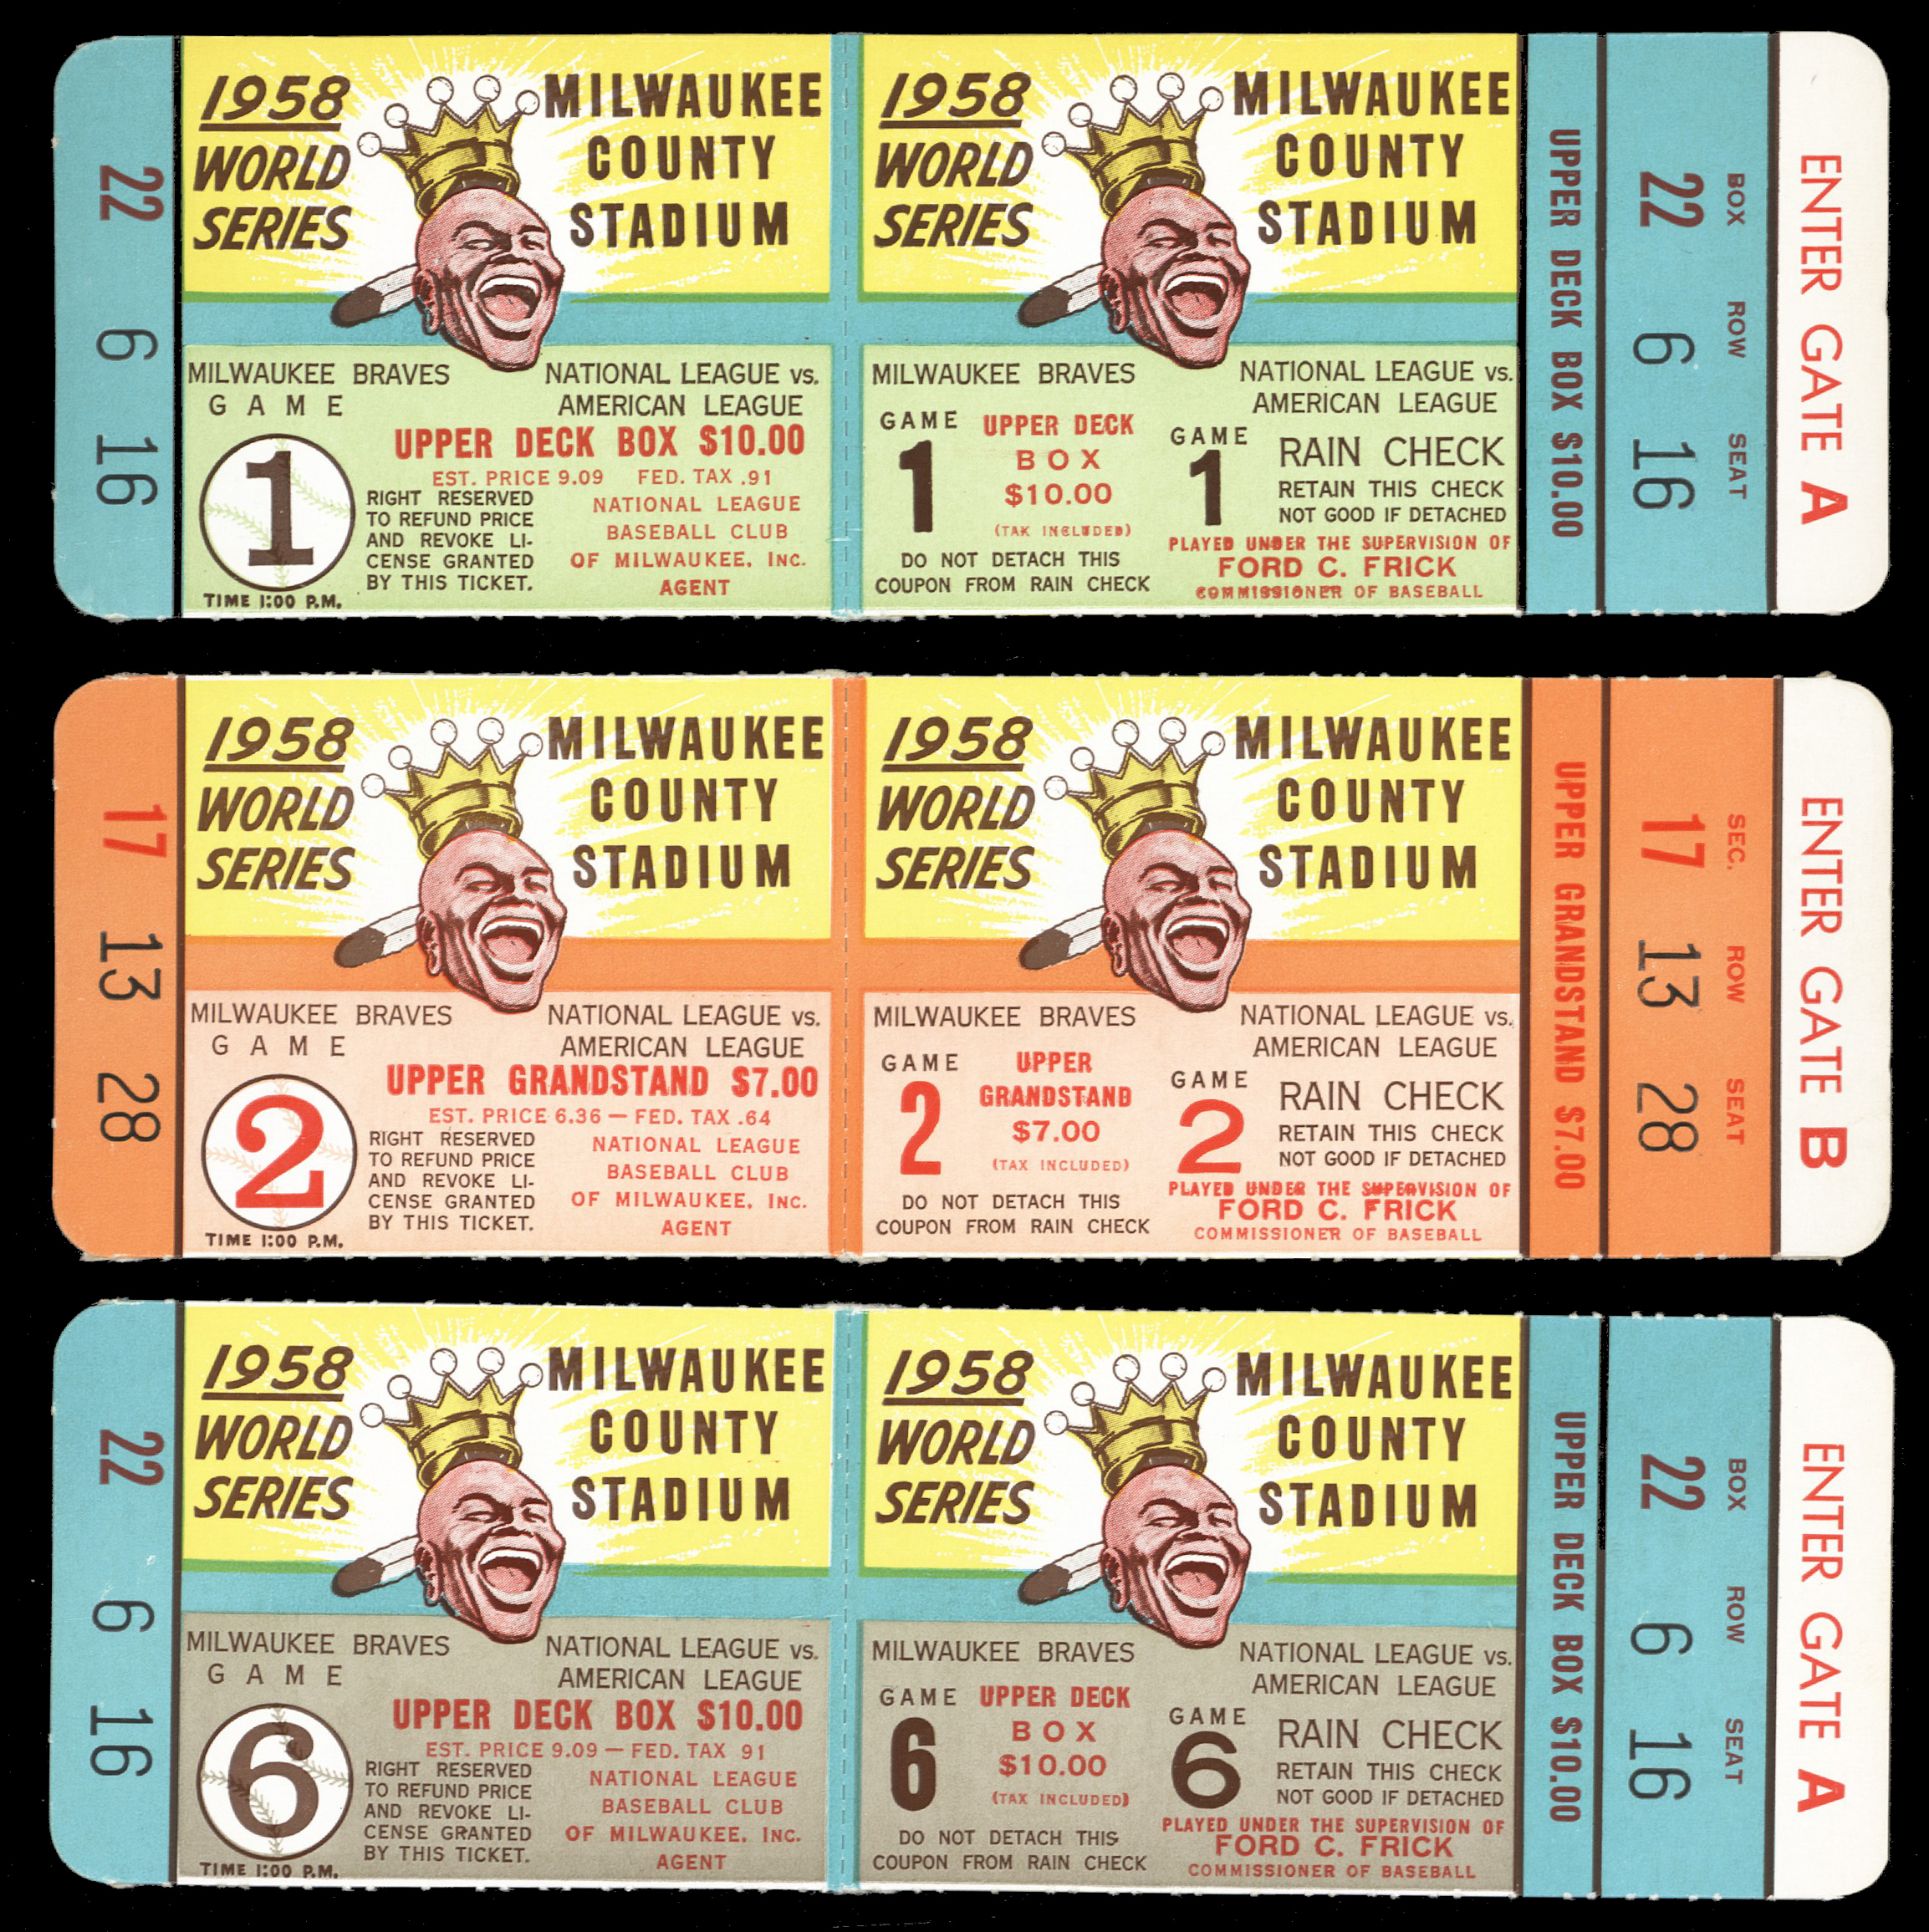 22 6 16
1958
WORLD
SERIES
MILWAUKEE
COUNTY
STADIUM
MILWAUKEE BRAVES
NATIONAL LEAGUE vs.
GAME
AMERICAN LEAGUE
1
UPPER DECK BOX $10.00
EST. PRICE 9.09 FED. TAX .91
RIGHT RESERVED
TO REFUND PRICE
AND REVOKE LI-
CENSE GRANTED
BY THIS TICKET.
NATIONAL LEAGUE
BASEBALL CLUB
OF MILWAUKEE, Inc.
AGENT
TIME 1:00 P.M.
1958
WORLD
SERIES
MILWAUKEE
COUNTY
STADIUM
MILWAUKEE BRAVES
NATIONAL LEAGUE vs.
AMERICAN LEAGUE
GAME
1
UPPER DECK
BOX
$10.00
(TAX INCLUDED)
DO NOT DETACH THIS
COUPON FROM RAIN CHECK
GAME
1
RAIN CHECK
RETAIN THIS CHECK
NOT GOOD IF DETACHED
PLAYED UNDER THE SUPERVISION OF
FORD C. FRICK
COMMISSIONER OF BASEBALL
UPPER DECK BOX $10.00
BOX ROW SEAT
22 6 16
ENTER GATE A
17 13 28
1958
WORLD
SERIES
MILWAUKEE
COUNTY
STADIUM
MILWAUKEE BRAVES
NATIONAL LEAGUE vs.
GAME
AMERICAN LEAGUE
2
UPPER GRANDSTAND $7.00
EST. PRICE 6.36 — FED. TAX .64
RIGHT RESERVED
TO REFUND PRICE
AND REVOKE LI-
CENSE GRANTED
BY THIS TICKET.
NATIONAL LEAGUE
BASEBALL CLUB
OF MILWAUKEE, Inc.
AGENT
TIME 1:00 P.M.
1958
WORLD
SERIES
MILWAUKEE
COUNTY
STADIUM
MILWAUKEE BRAVES
NATIONAL LEAGUE vs.
AMERICAN LEAGUE
GAME
2
UPPER
GRANDSTAND
$7.00
(TAX INCLUDED)
DO NOT DETACH THIS
COUPON FROM RAIN CHECK
GAME
2
RAIN CHECK
RETAIN THIS CHECK
NOT GOOD IF DETACHED
PLAYED UNDER THE SUPERVISION OF
FORD C. FRICK
COMMISSIONER OF BASEBALL
UPPER GRANDSTAND $7.00
SEC. ROW SEAT
17 13 28
ENTER GATE B
22 6 16
1958
WORLD
SERIES
MILWAUKEE
COUNTY
STADIUM
MILWAUKEE BRAVES
NATIONAL LEAGUE vs.
GAME
AMERICAN LEAGUE
6
UPPER DECK BOX $10.00
EST. PRICE 9.09 — FED. TAX 91
RIGHT RESERVED
TO REFUND PRICE
AND REVOKE LI-
CENSE GRANTED
BY THIS TICKET.
NATIONAL LEAGUE
BASEBALL CLUB
OF MILWAUKEE, Inc.
AGENT
TIME 1:00 P.M.
1958
WORLD
SERIES
MILWAUKEE
COUNTY
STADIUM
MILWAUKEE BRAVES
NATIONAL LEAGUE vs.
AMERICAN LEAGUE
GAME
6
UPPER DECK
BOX
$10.00
(TAX INCLUDED)
DO NOT DETACH THIS
COUPON FROM RAIN CHECK
GAME
6
RAIN CHECK
RETAIN THIS CHECK
NOT GOOD IF DETACHED
PLAYED UNDER THE SUPERVISION OF
FORD C. FRICK
COMMISSIONER OF BASEBALL
UPPER DECK BOX $10.00
BOX ROW SEAT
22 6 16
ENTER GATE A